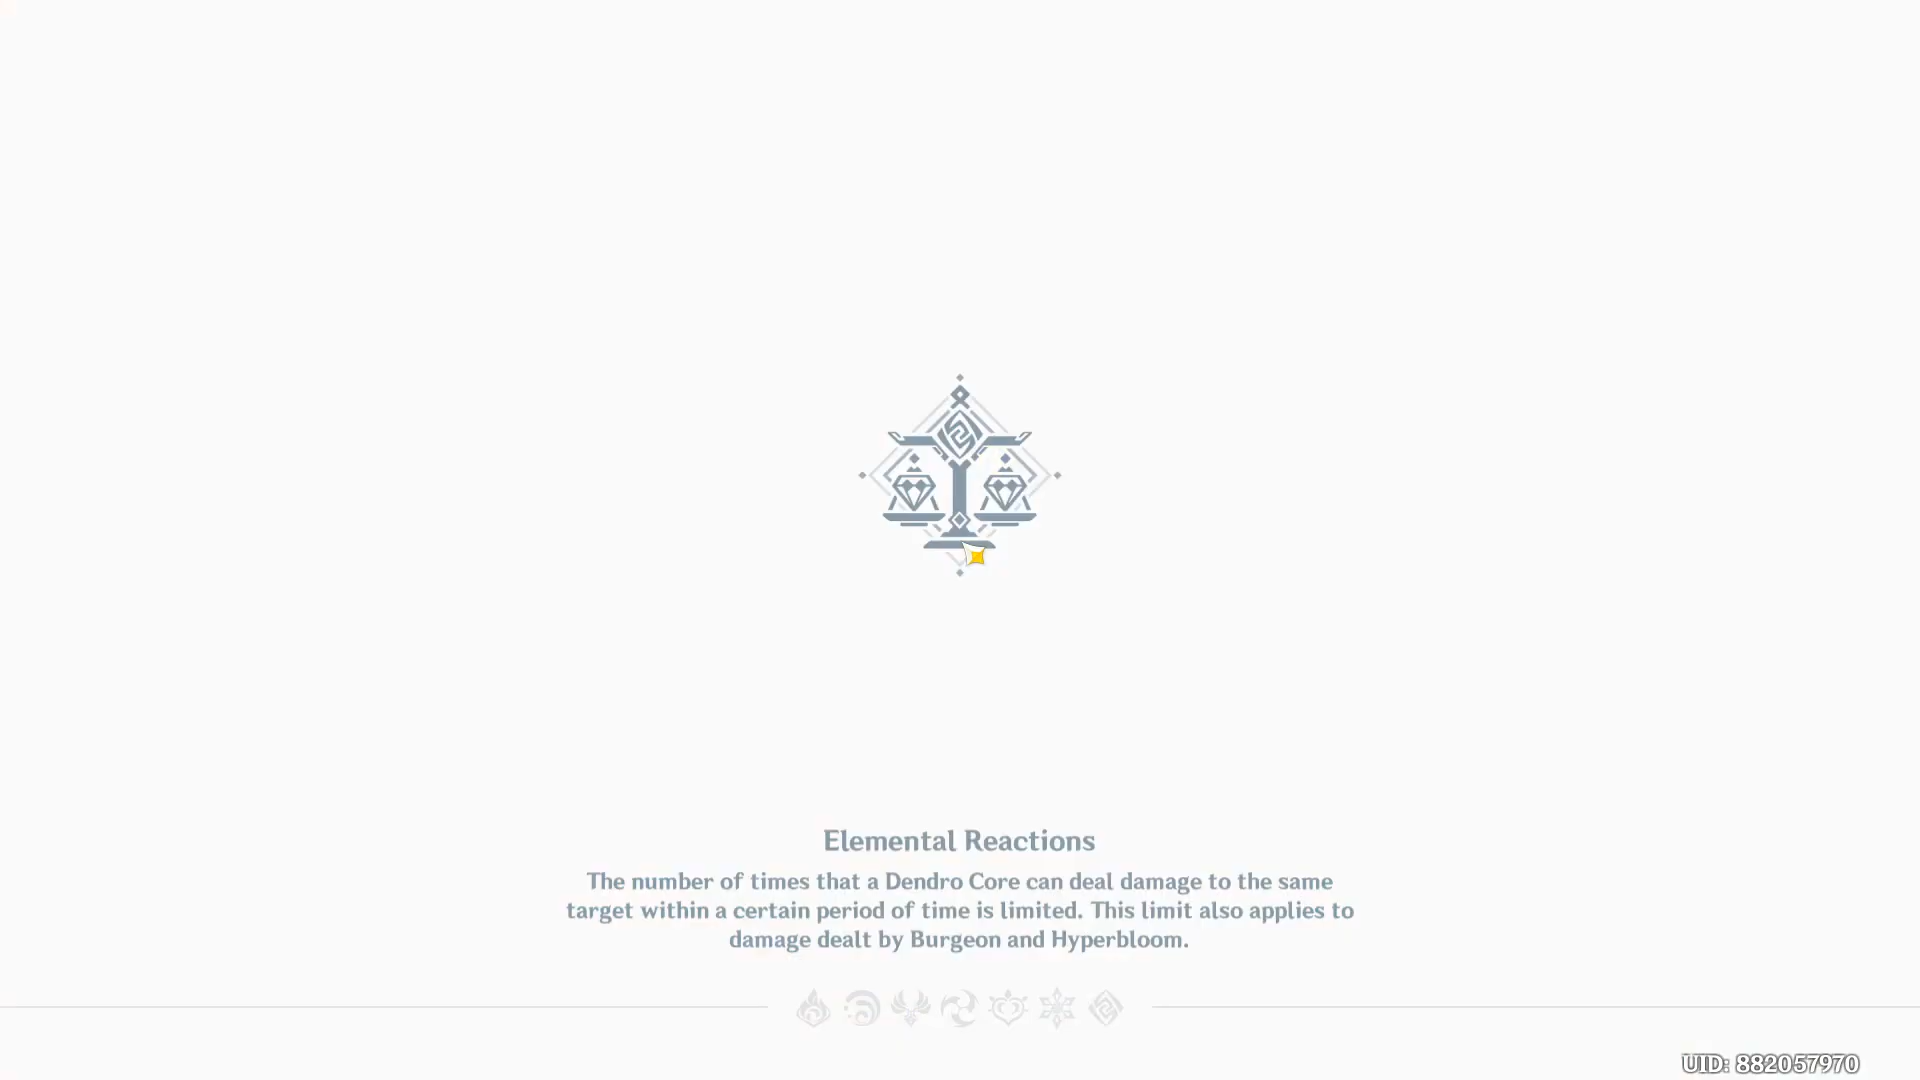 Elemental Reactions
The number of times that a Dendro Core can deal damage to the same
target within a certain period of time is limited. This limit also applies to
damage dealt by Burgeon and Hyperbloom.
UID: 882057970